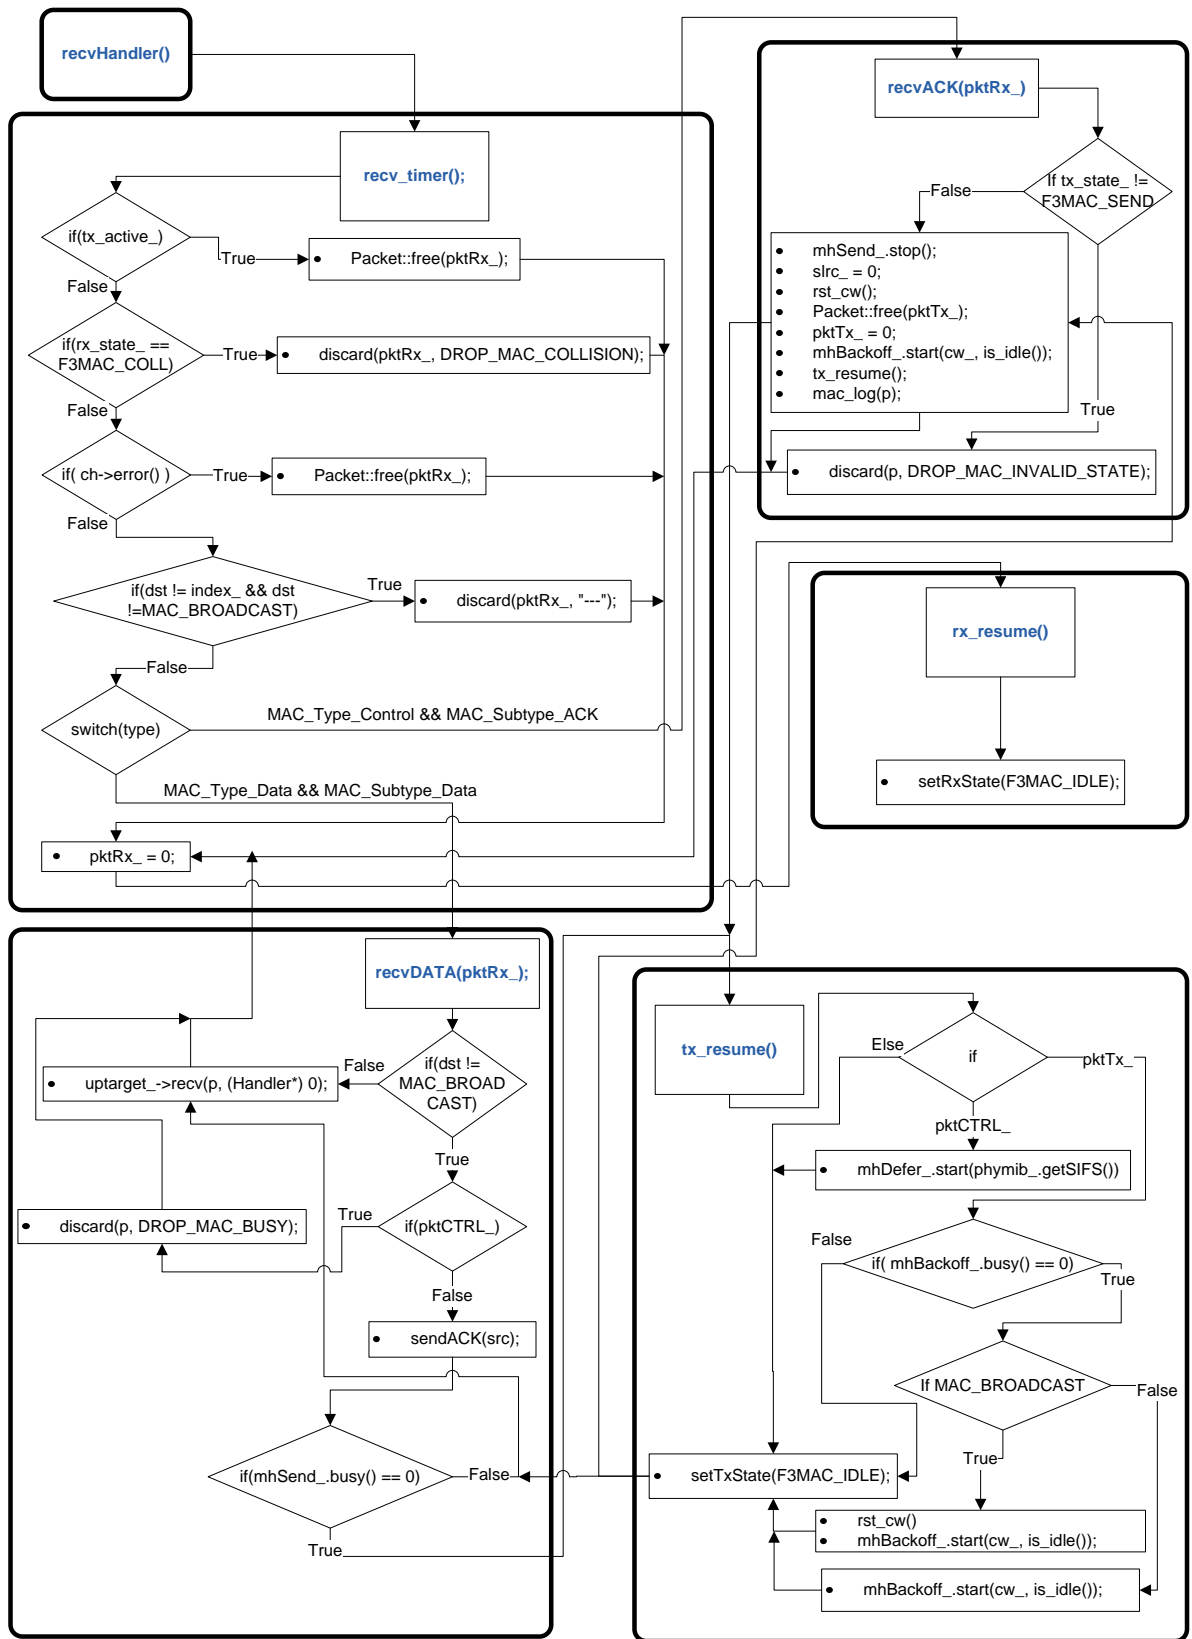 recvHandler()
recv_timer();
if(tx_active_)
True
• Packet::free(pktRx_);
False
if(rx_state_ ==
F3MAC_COLL)
True
• discard(pktRx_, DROP_MAC_COLLISION);
False
if( ch->error() )
True
• Packet::free(pktRx_);
False
if(dst != index_ && dst
!=MAC_BROADCAST)
True
• discard(pktRx_, "---");
False
switch(type)
MAC_Type_Control && MAC_Subtype_ACK
MAC_Type_Data && MAC_Subtype_Data
• pktRx_ = 0;
recvACK(pktRx_)
If tx_state_ !=
F3MAC_SEND
False
• mhSend_.stop();
• slrc_ = 0;
• rst_cw();
• Packet::free(pktTx_);
• pktTx_ = 0;
• mhBackoff_.start(cw_, is_idle());
• tx_resume();
• mac_log(p);
True
• discard(p, DROP_MAC_INVALID_STATE);
rx_resume()
• setRxState(F3MAC_IDLE);
recvDATA(pktRx_);
if(dst !=
MAC_BROAD
CAST)
False
• uptarget_->recv(p, (Handler*) 0);
True
if(pktCTRL_)
True
• discard(p, DROP_MAC_BUSY);
False
• sendACK(src);
if(mhSend_.busy() == 0)
False
True
tx_resume()
if
Else
pktTx_
pktCTRL_
• mhDefer_.start(phymib_.getSIFS())
if( mhBackoff_.busy() == 0)
False
True
If MAC_BROADCAST
False
True
• setTxState(F3MAC_IDLE);
• rst_cw()
• mhBackoff_.start(cw_, is_idle());
• mhBackoff_.start(cw_, is_idle());